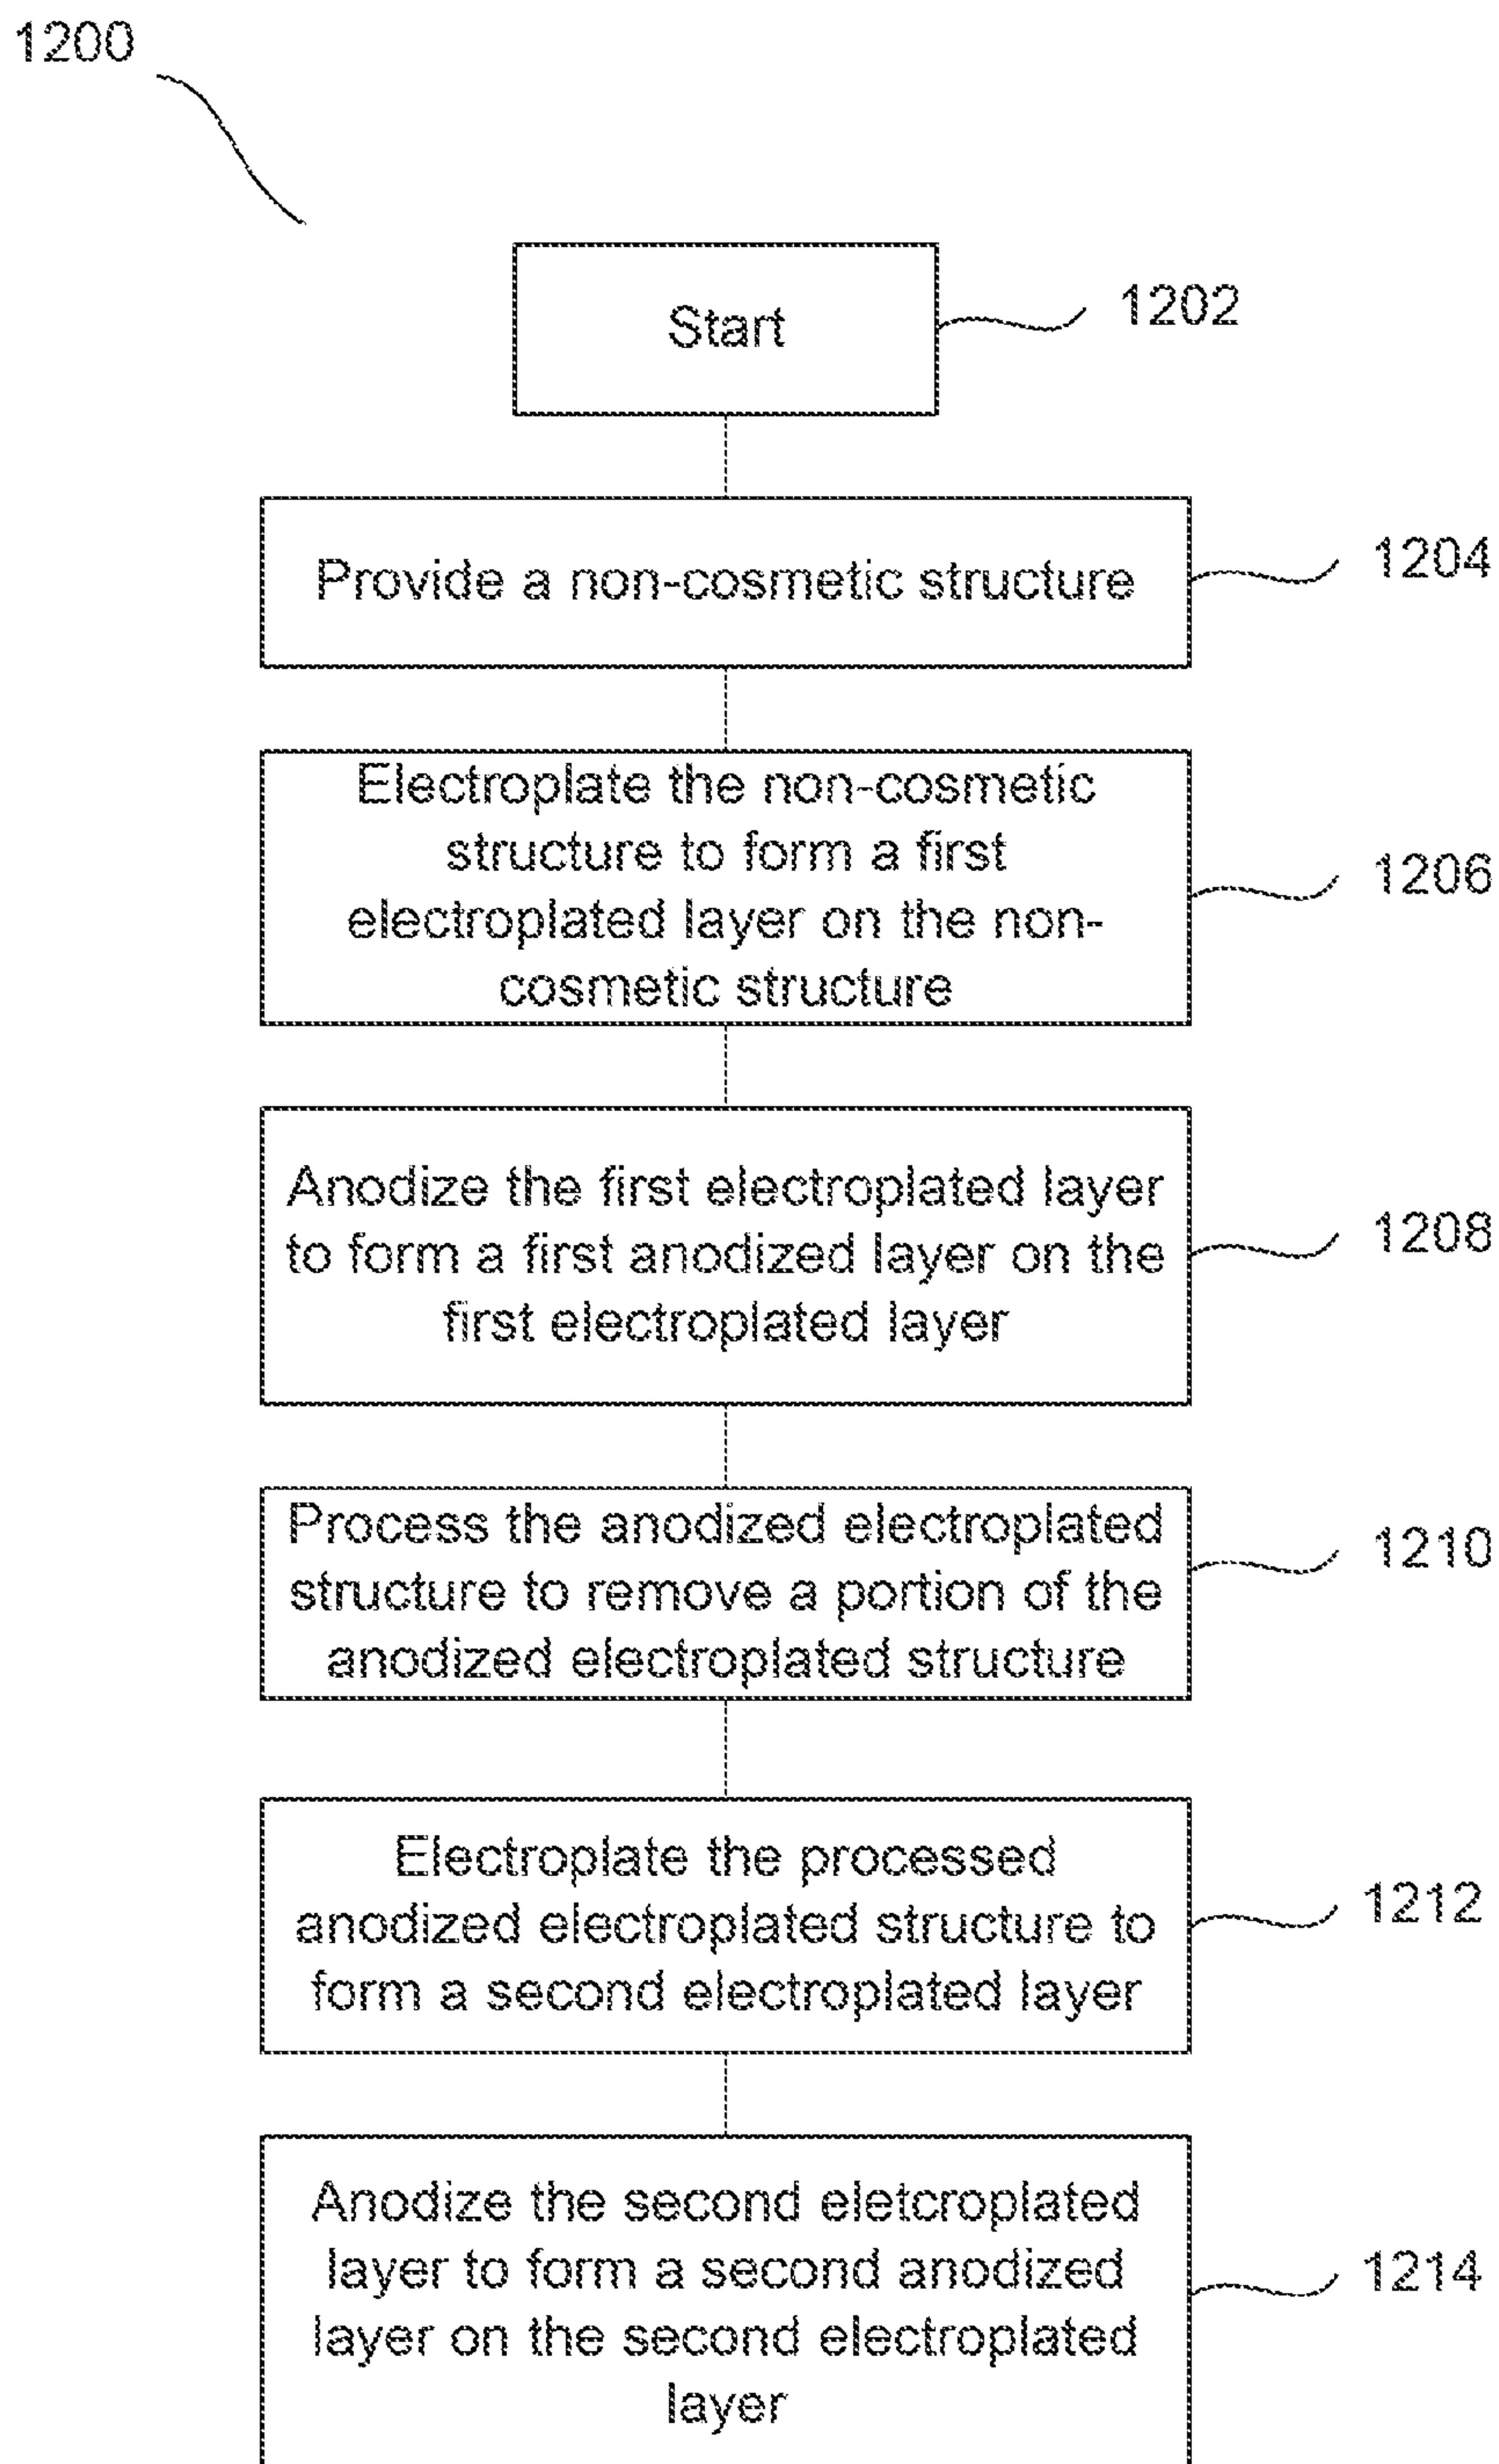 1200
Start
1202
Provide a non-cosmetic structure
1204
Electroplate the non-cosmetic
structure to form a first
electroplated layer on the non-
cosmetic structure
1206
Anodize the first electroplated layer
to form a first anodized layer on the
first electroplated layer
1208
Process the anodized electroplated
structure to remove a portion of the
anodized electroplated structure
1210
Electroplate the processed
anodized electroplated structure to
form a second electroplated layer
1212
Anodize the second eletcroplated
layer to form a second anodized
layer on the second electroplated
layer
1214